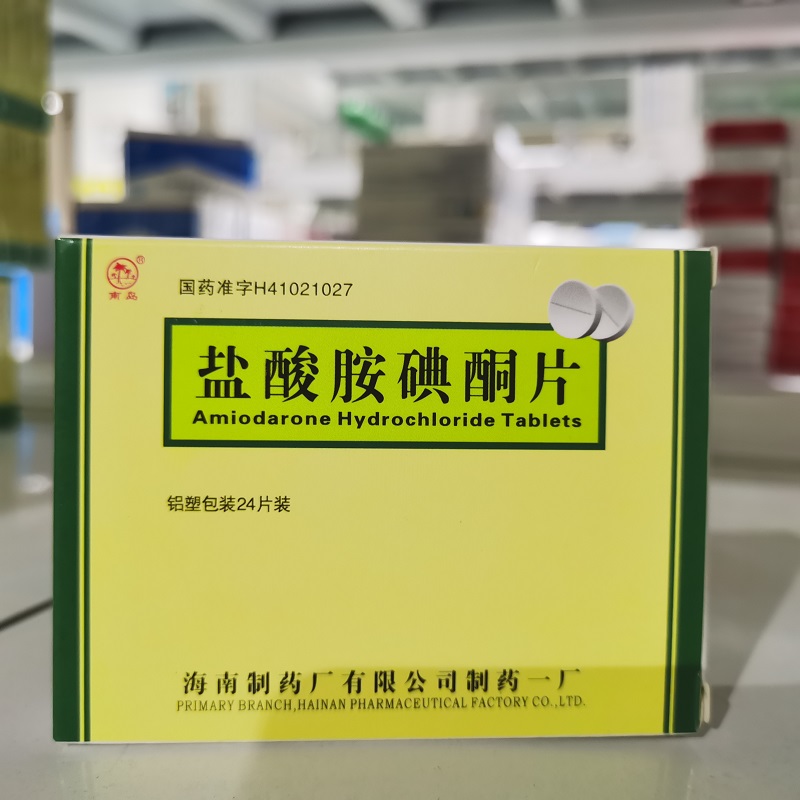 南岛®
国药准字H41021027
盐酸胺碘酮片
Amiodarone Hydrochloride Tablets
铝塑包装24片装
海南制药厂有限公司制药一厂
PRIMARY BRANCH,HAINAN PHARMACEUTICAL FACTORY CO.,LTD.